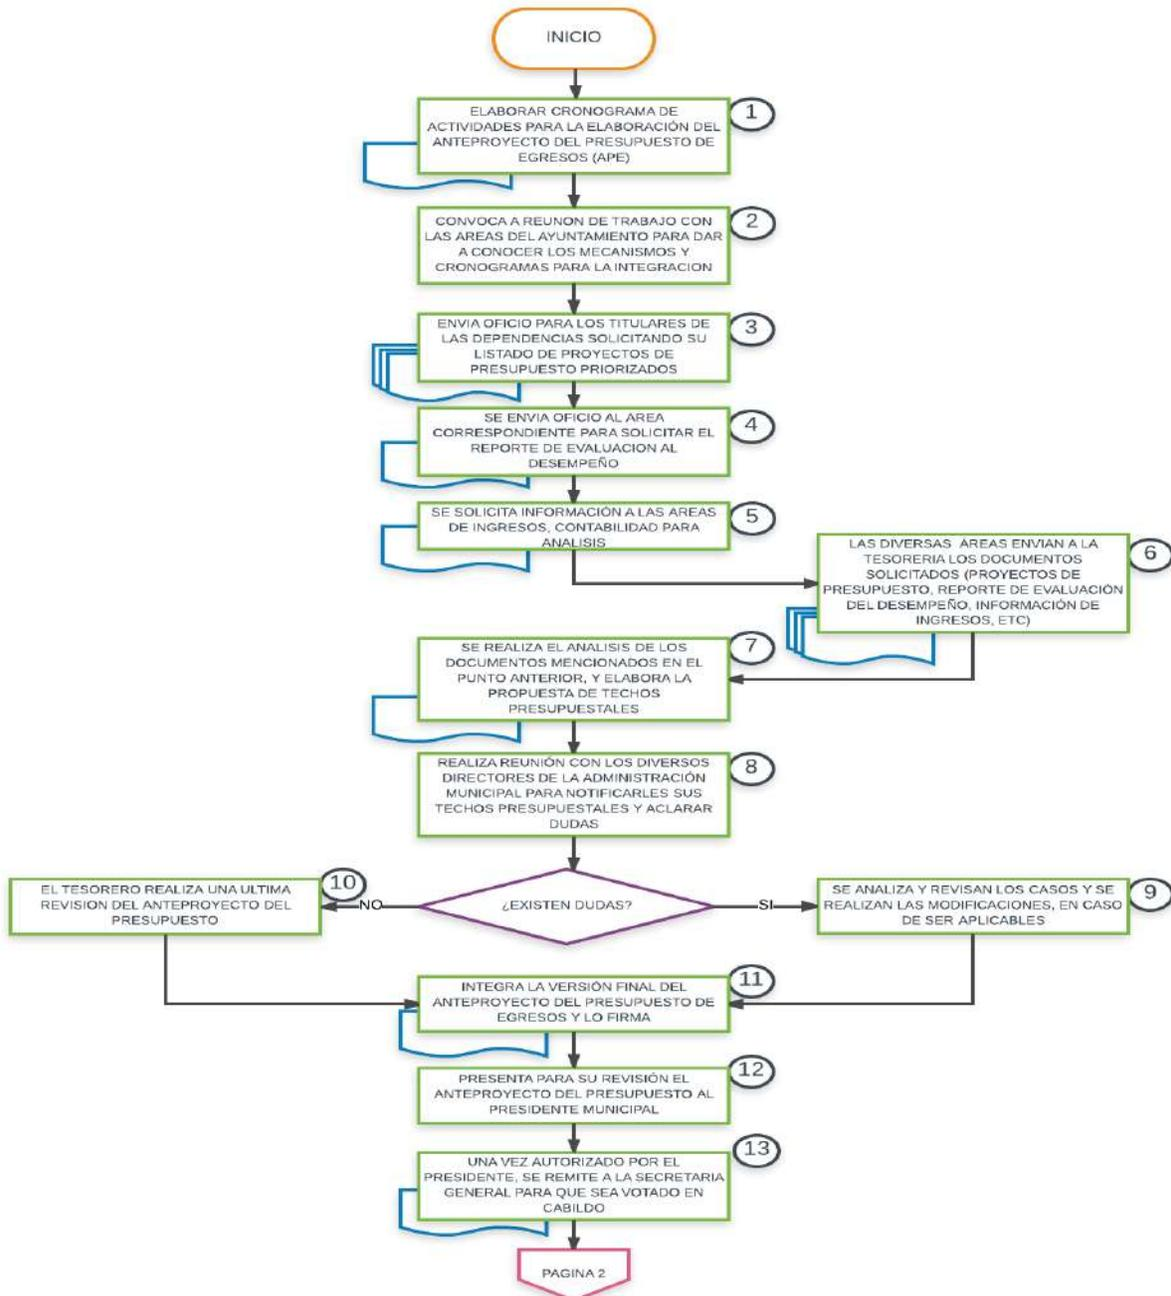 INICIO
1
ELABORAR CRONOGRAMA DE
ACTIVIDADES PARA LA ELABORACIÓN DEL
ANTEPROYECTO DEL PRESUPUESTO DE
EGRESOS (APE)
2
CONVOCA A REUNON DE TRABAJO CON
LAS AREAS DEL AYUNTAMIENTO PARA DAR
A CONOCER LOS MECANISMOS Y
CRONOGRAMAS PARA LA INTEGRACION
3
ENVIA OFICIO PARA LOS TITULARES DE
LAS DEPENDENCIAS SOLICITANDO SU
LISTADO DE PROYECTOS DE
PRESUPUESTO PRIORIZADOS
4
SE ENVIA OFICIO AL AREA
CORRESPONDIENTE PARA SOLICITAR EL
REPORTE DE EVALUACION AL
DESEMPEÑO
5
SE SOLICITA INFORMACIÓN A LAS AREAS
DE INGRESOS, CONTABILIDAD PARA
ANALISIS
6
LAS DIVERSAS ÁREAS ENVIAN A LA
TESORERIA LOS DOCUMENTOS
SOLICITADOS (PROYECTOS DE
PRESUPUESTO, REPORTE DE EVALUACIÓN
DEL DESEMPEÑO, INFORMACIÓN DE
INGRESOS, ETC)
7
SE REALIZA EL ANALISIS DE LOS
DOCUMENTOS MENCIONADOS EN EL
PUNTO ANTERIOR, Y ELABORA LA
PROPUESTA DE TECHOS
PRESUPUESTALES
8
REALIZA REUNIÓN CON LOS DIVERSOS
DIRECTORES DE LA ADMINISTRACIÓN
MUNICIPAL PARA NOTIFICARLES SUS
TECHOS PRESUPUESTALES Y ACLARAR
DUDAS
¿EXISTEN DUDAS?
NO
SI
10
EL TESORERO REALIZA UNA ULTIMA
REVISION DEL ANTEPROYECTO DEL
PRESUPUESTO
9
SE ANALIZA Y REVISAN LOS CASOS Y SE
REALIZAN LAS MODIFICACIONES, EN CASO
DE SER APLICABLES
11
INTEGRA LA VERSIÓN FINAL DEL
ANTEPROYECTO DEL PRESUPUESTO DE
EGRESOS Y LO FIRMA
12
PRESENTA PARA SU REVISIÓN EL
ANTEPROYECTO DEL PRESUPUESTO AL
PRESIDENTE MUNICIPAL
13
UNA VEZ AUTORIZADO POR EL
PRESIDENTE, SE REMITE A LA SECRETARIA
GENERAL PARA QUE SEA VOTADO EN
CABILDO
PAGINA 2